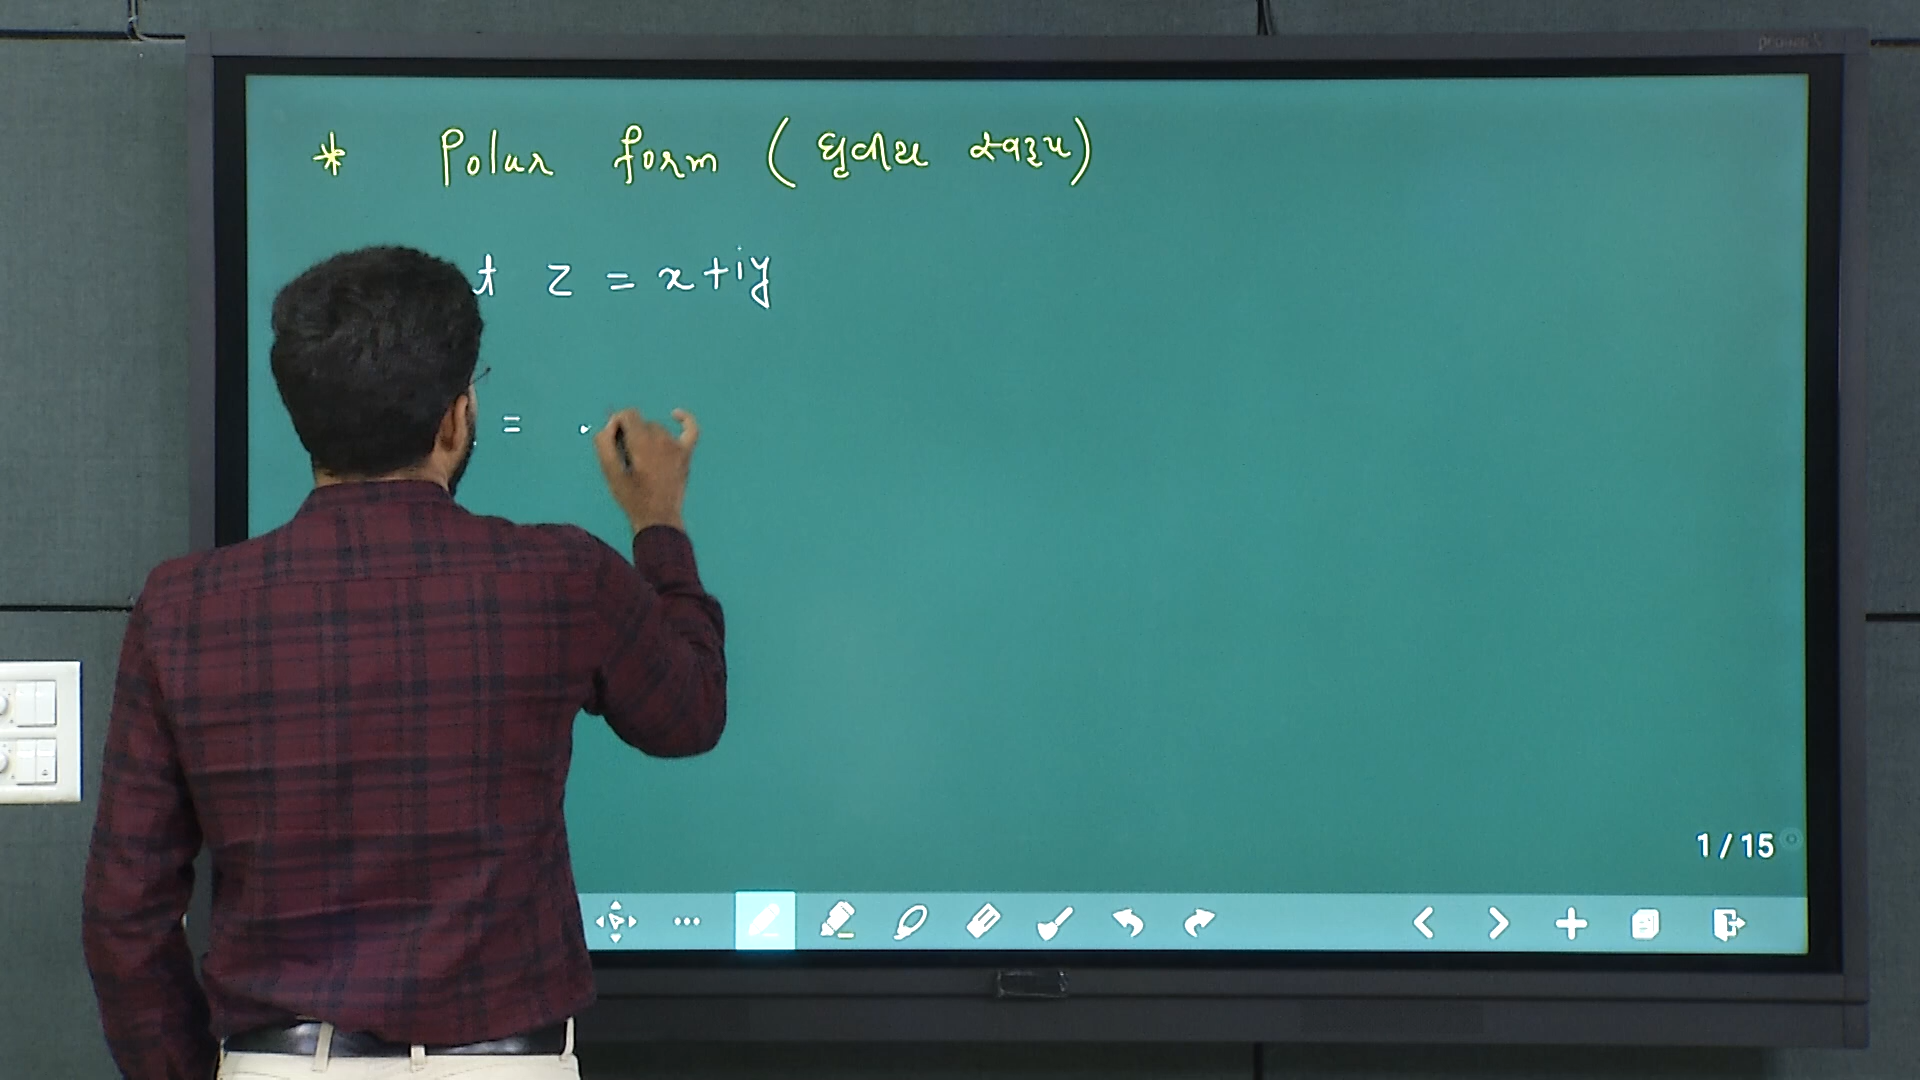 * Polar form (ધ્રુવીય સ્વરૂપ)
t z = x+iy
=
1 / 15